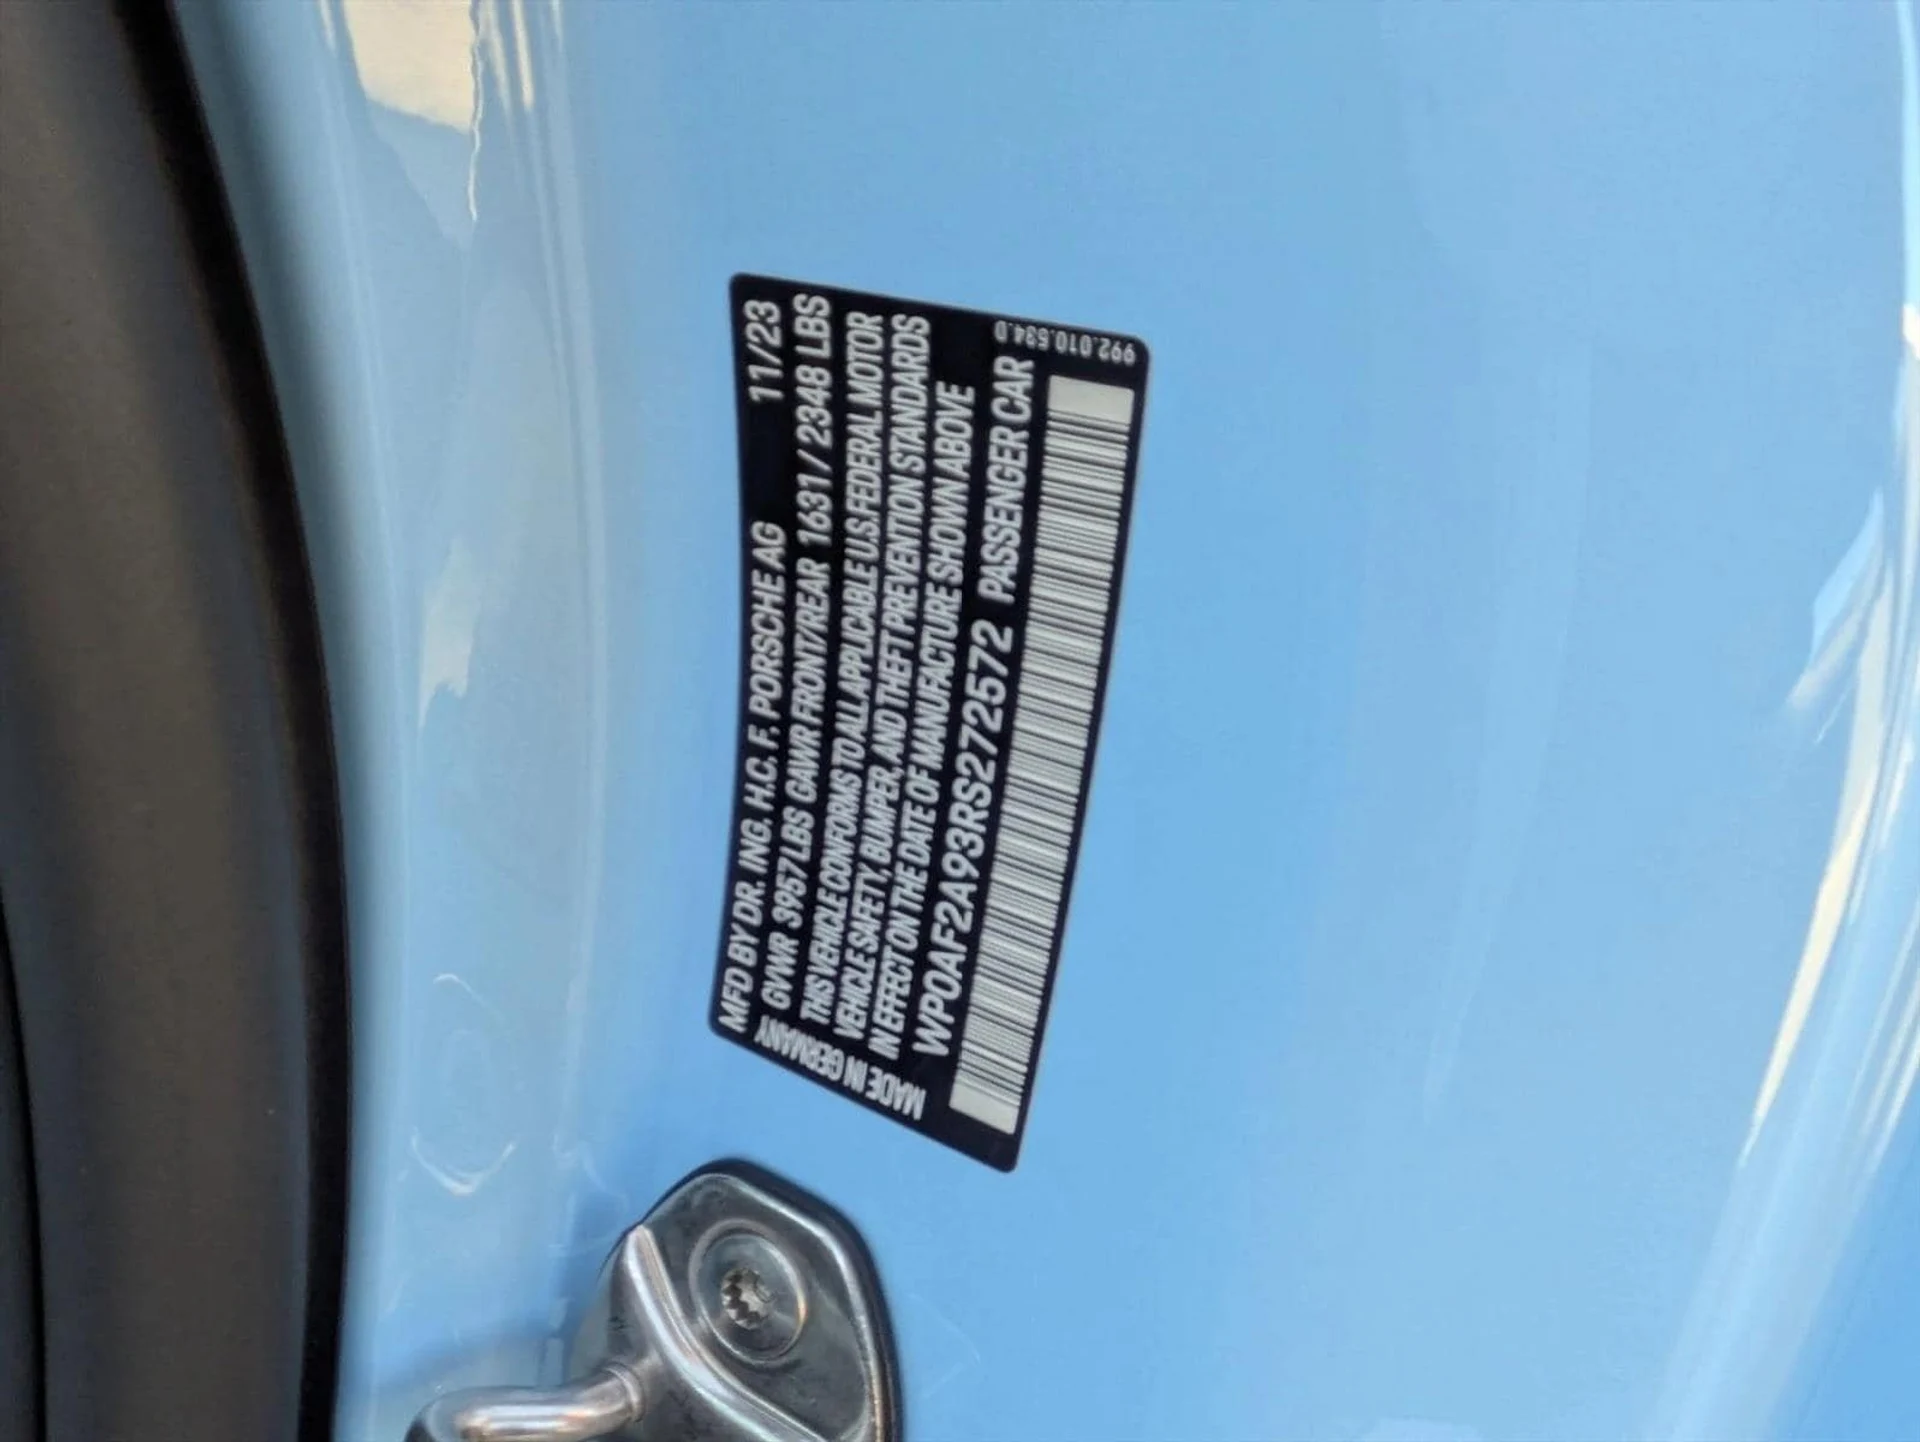 MFD BY DR. ING. H.C. F. PORSCHE AG 11/23
GVWR 3957LBS GAWR FRONT/REAR 1631/2348 LBS
THIS VEHICLE CONFORMS TO ALL APPLICABLE U.S.FEDERAL MOTOR
VEHICLE SAFETY, BUMPER, AND THEFT PREVENTION STANDARDS
IN EFFECT ON THE DATE OF MANUFACTURE SHOWN ABOVE
WP0AF2A93RS272572 PASSENGER CAR
MADE IN GERMANY
992.010.534.D